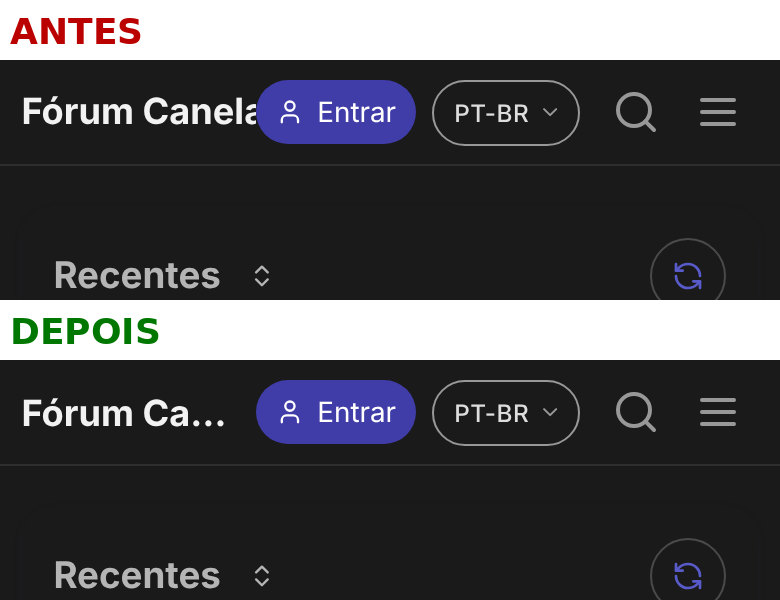 ANTES
Fórum Canela Entrar PT-BR
Recentes
DEPOIS
Fórum Ca... Entrar PT-BR
Recentes